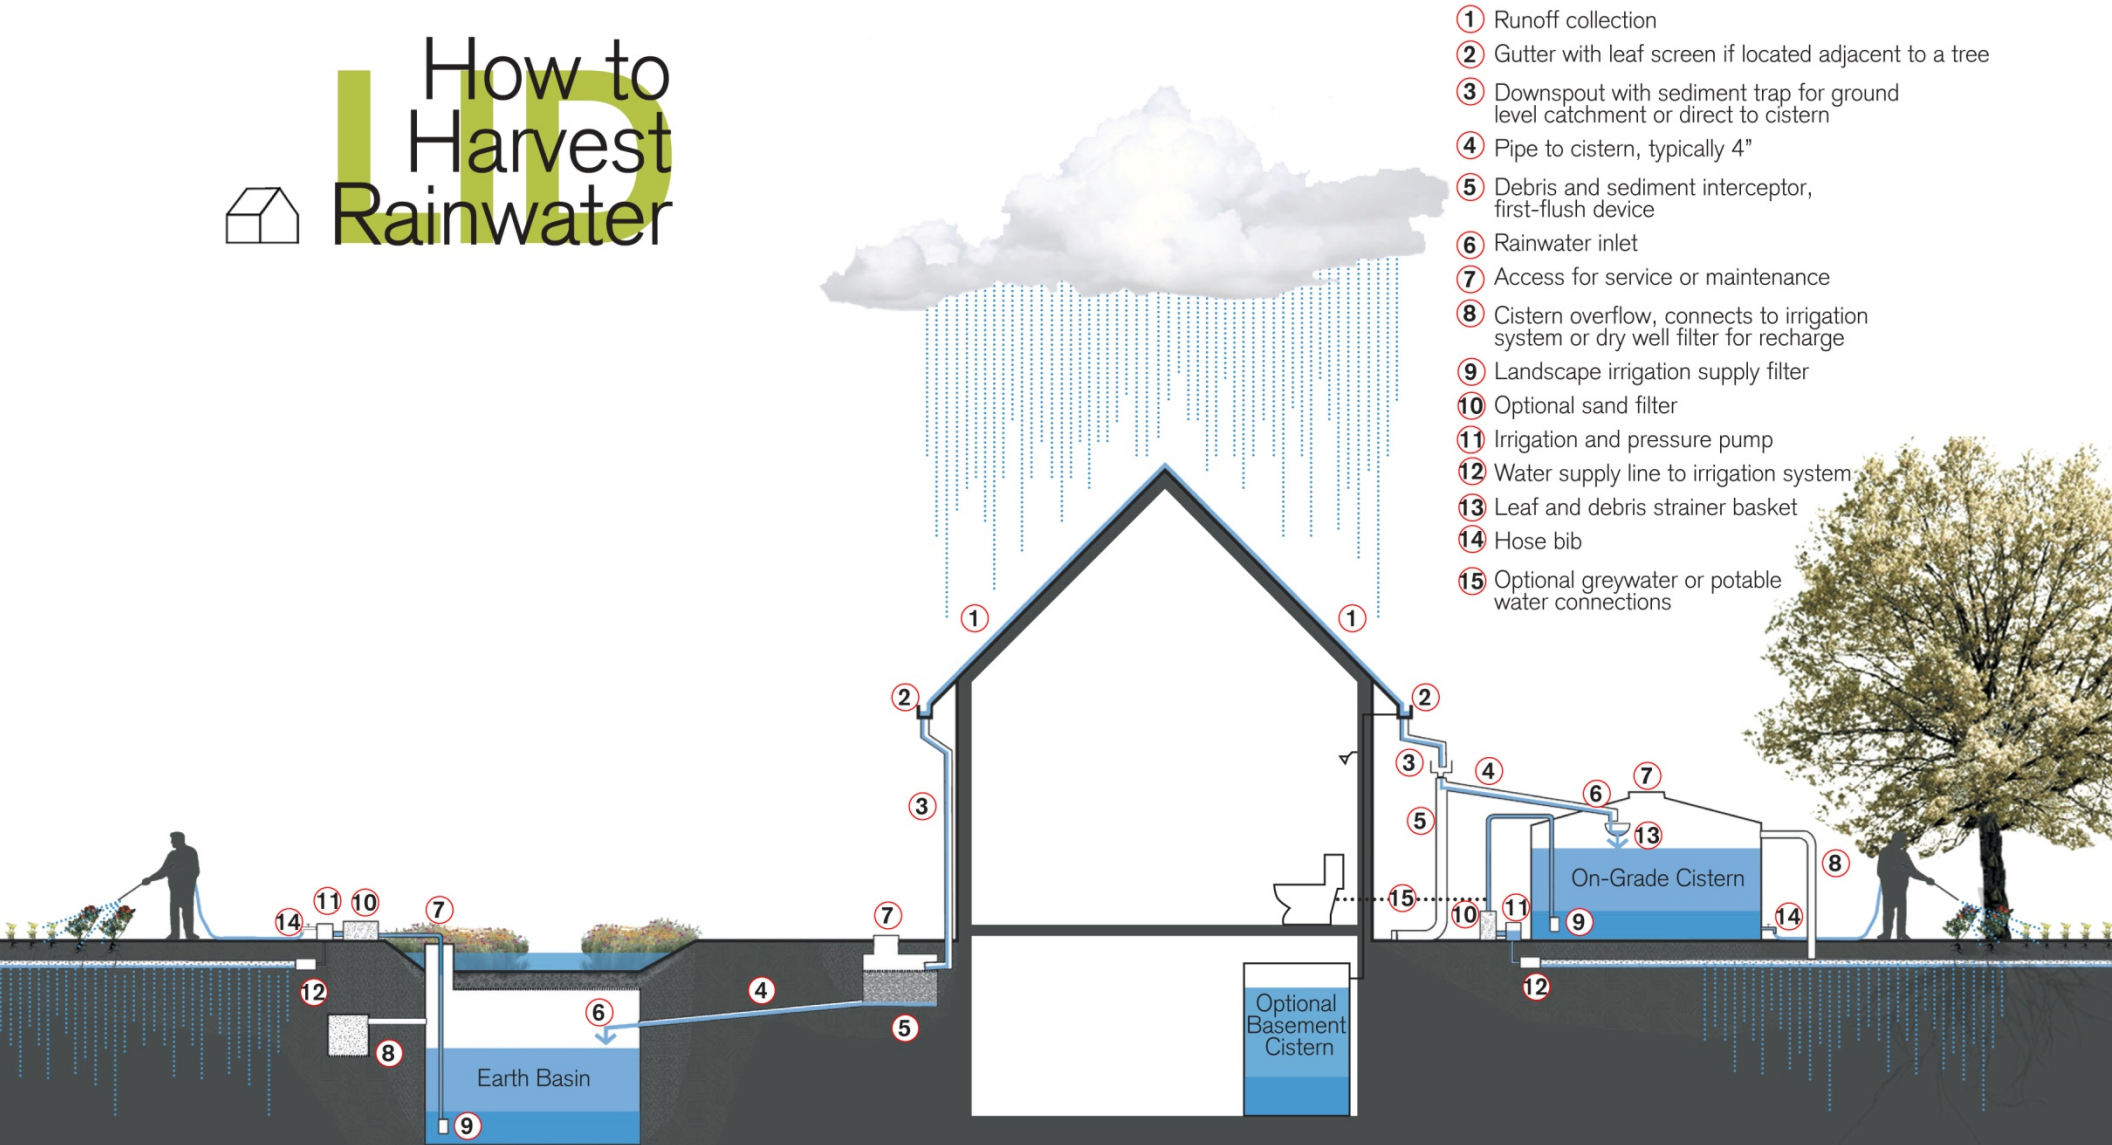 LID
How to
Harvest
Rainwater
1 Runoff collection
2 Gutter with leaf screen if located adjacent to a tree
3 Downspout with sediment trap for ground
level catchment or direct to cistern
4 Pipe to cistern, typically 4”
5 Debris and sediment interceptor,
first-flush device
6 Rainwater inlet
7 Access for service or maintenance
8 Cistern overflow, connects to irrigation
system or dry well filter for recharge
9 Landscape irrigation supply filter
10 Optional sand filter
11 Irrigation and pressure pump
12 Water supply line to irrigation system
13 Leaf and debris strainer basket
14 Hose bib
15 Optional greywater or potable
water connections
1
1
2
2
3
4
7
6
3
5
13
8
On-Grade Cistern
15
14
11
10
7
7
10
11
9
14
12
4
6
5
8
12
Optional
Basement
Cistern
Earth Basin
9